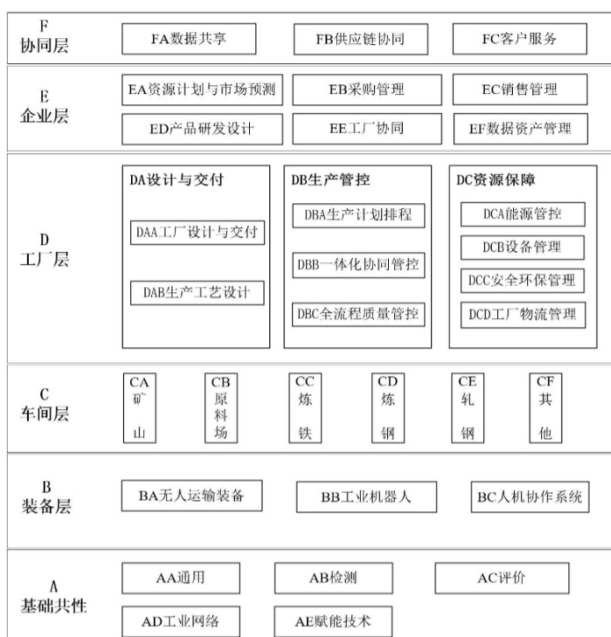 F
协同层
FA数据共享
FB供应链协同
FC客户服务
E
企业层
EA资源计划与市场预测
EB采购管理
EC销售管理
ED产品研发设计
EE工厂协同
EF数据资产管理
D
工厂层
DA设计与交付
DAA工厂设计与交付
DAB生产工艺设计
DB生产管控
DBA生产计划排程
DBB一体化协同管控
DBC全流程质量管控
DC资源保障
DCA能源管控
DCB设备管理
DCC安全环保管理
DCD工厂物流管理
C
车间层
CA
矿
山
CB
原
料
场
CC
炼
铁
CD
炼
钢
CE
轧
钢
CF
其
他
B
装备层
BA无人运输装备
BB工业机器人
BC人机协作系统
A
基础共性
AA通用
AB检测
AC评价
AD工业网络
AE赋能技术